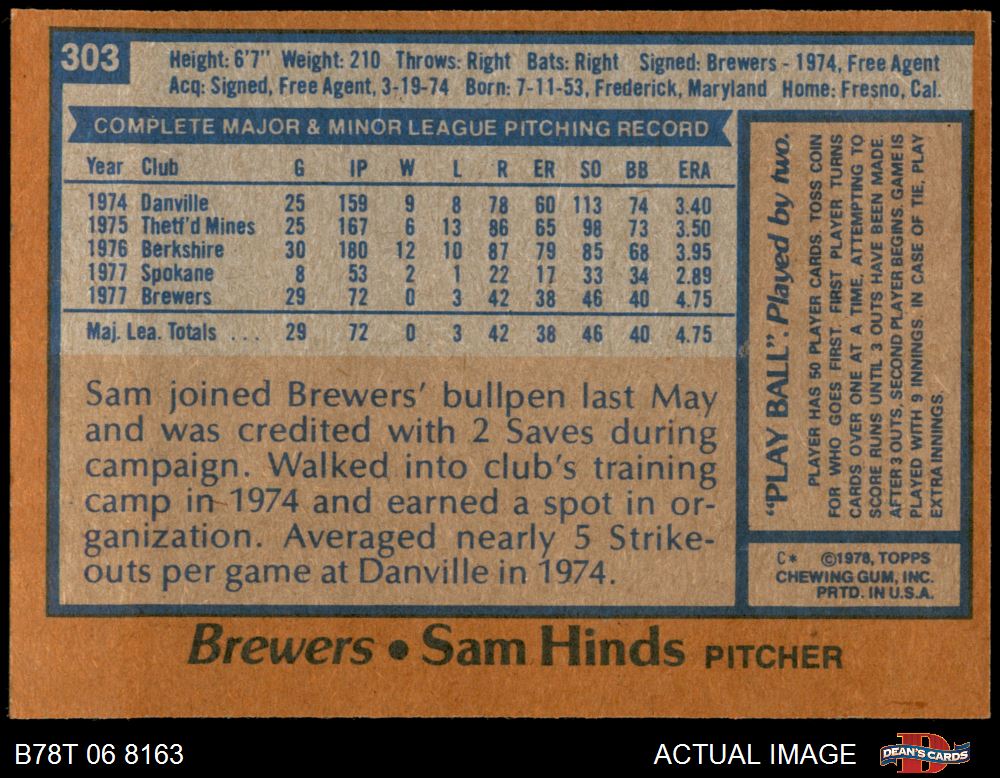 303
Height: 6'7" Weight: 210 Throws: Right Bats: Right Signed: Brewers - 1974, Free Agent
Acq: Signed, Free Agent, 3-19-74 Born: 7-11-53, Frederick, Maryland Home: Fresno, Cal.
COMPLETE MAJOR & MINOR LEAGUE PITCHING RECORD
Year Club G IP W L R ER SO BB ERA
1974 Danville 25 159 9 8 78 60 113 74 3.40
1975 Thetf'd Mines 25 167 6 13 86 65 98 73 3.50
1976 Berkshire 30 180 12 10 87 79 85 68 3.95
1977 Spokane 8 53 2 1 22 17 33 34 2.89
1977 Brewers 29 72 0 3 42 38 46 40 4.75
Maj. Lea. Totals ... 29 72 0 3 42 38 46 40 4.75
Sam joined Brewers' bullpen last May
and was credited with 2 Saves during
campaign. Walked into club's training
camp in 1974 and earned a spot in or-
ganization. Averaged nearly 5 Strike-
outs per game at Danville in 1974.
"PLAY BALL". Played by two.
PLAYER HAS 50 PLAYER CARDS. TOSS COIN
FOR WHO GOES FIRST. FIRST PLAYER TURNS
CARDS OVER ONE AT A TIME. ATTEMPTING TO
SCORE RUNS UNTIL 3 OUTS HAVE BEEN MADE.
AFTER 3 OUTS, SECOND PLAYER BEGINS. GAME IS
PLAYED WITH 9 INNINGS. IN CASE OF TIE, PLAY
EXTRA INNINGS.
C* ©1978, TOPPS
CHEWING GUM, INC.
PRTD. IN U.S.A.
Brewers • Sam Hinds PITCHER
B78T 06 8163
ACTUAL IMAGE
DEAN'S CARDS